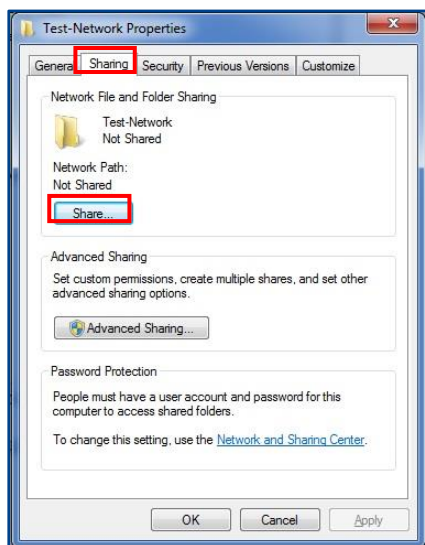 Test-Network Properties
General Sharing Security Previous Versions Customize
Network File and Folder Sharing
Test-Network
Not Shared
Network Path:
Not Shared
Share...
Advanced Sharing
Set custom permissions, create multiple shares, and set other
advanced sharing options.
Advanced Sharing...
Password Protection
People must have a user account and password for this
computer to access shared folders.
To change this setting, use the Network and Sharing Center.
OK Cancel Apply